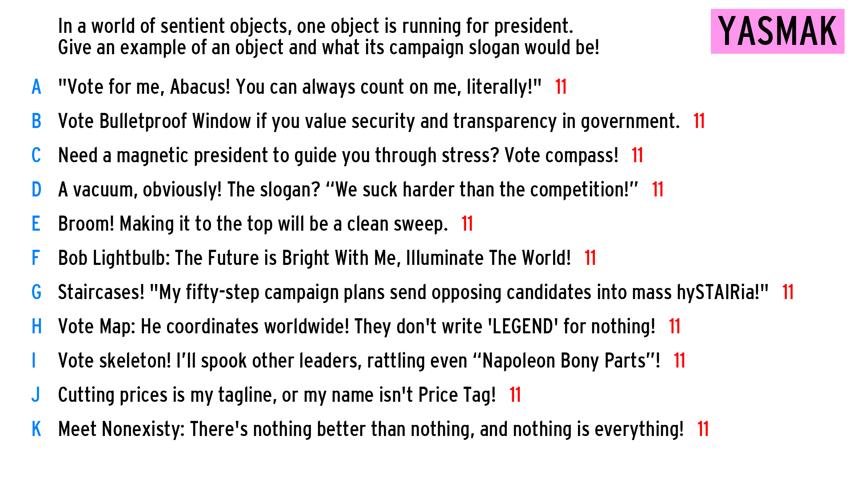 In a world of sentient objects, one object is running for president.
Give an example of an object and what its campaign slogan would be!
YASMAK
A "Vote for me, Abacus! You can always count on me, literally!" 11
B Vote Bulletproof Window if you value security and transparency in government. 11
C Need a magnetic president to guide you through stress? Vote compass! 11
D A vacuum, obviously! The slogan? “We suck harder than the competition!” 11
E Broom! Making it to the top will be a clean sweep. 11
F Bob Lightbulb: The Future is Bright With Me, Illuminate The World! 11
G Staircases! "My fifty-step campaign plans send opposing candidates into mass hySTAIRia!" 11
H Vote Map: He coordinates worldwide! They don't write 'LEGEND' for nothing! 11
I Vote skeleton! I’ll spook other leaders, rattling even “Napoleon Bony Parts”! 11
J Cutting prices is my tagline, or my name isn't Price Tag! 11
K Meet Nonexisty: There's nothing better than nothing, and nothing is everything! 11